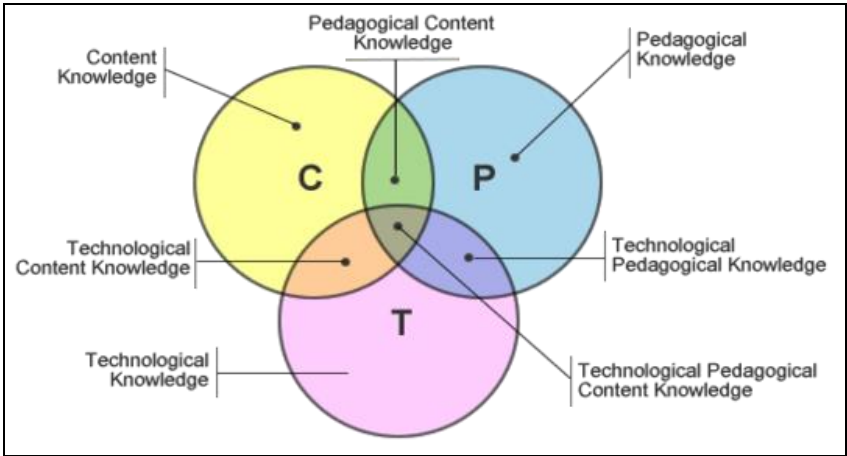 Pedagogical Content
Knowledge
Content
Knowledge
Pedagogical
Knowledge
C
P
Technological
Content Knowledge
Technological
Pedagogical Knowledge
T
Technological
Knowledge
Technological Pedagogical
Content Knowledge